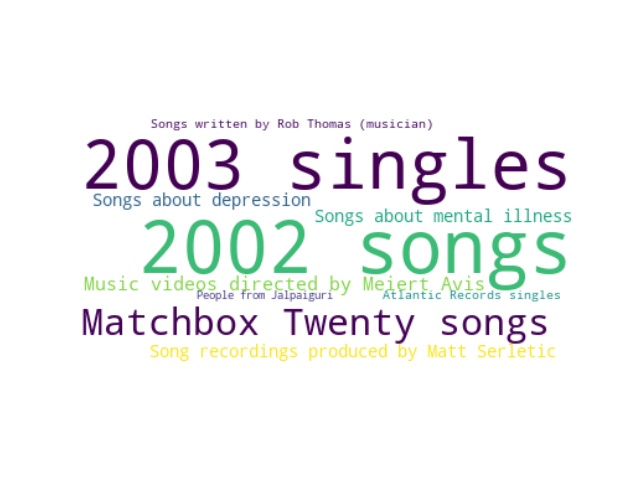 Songs written by Rob Thomas (musician)
2003 singles
Songs about depression
Songs about mental illness
2002 songs
Music videos directed by Meiert Avis
People from Jalpaiguri
Atlantic Records singles
Matchbox Twenty songs
Song recordings produced by Matt Serletic